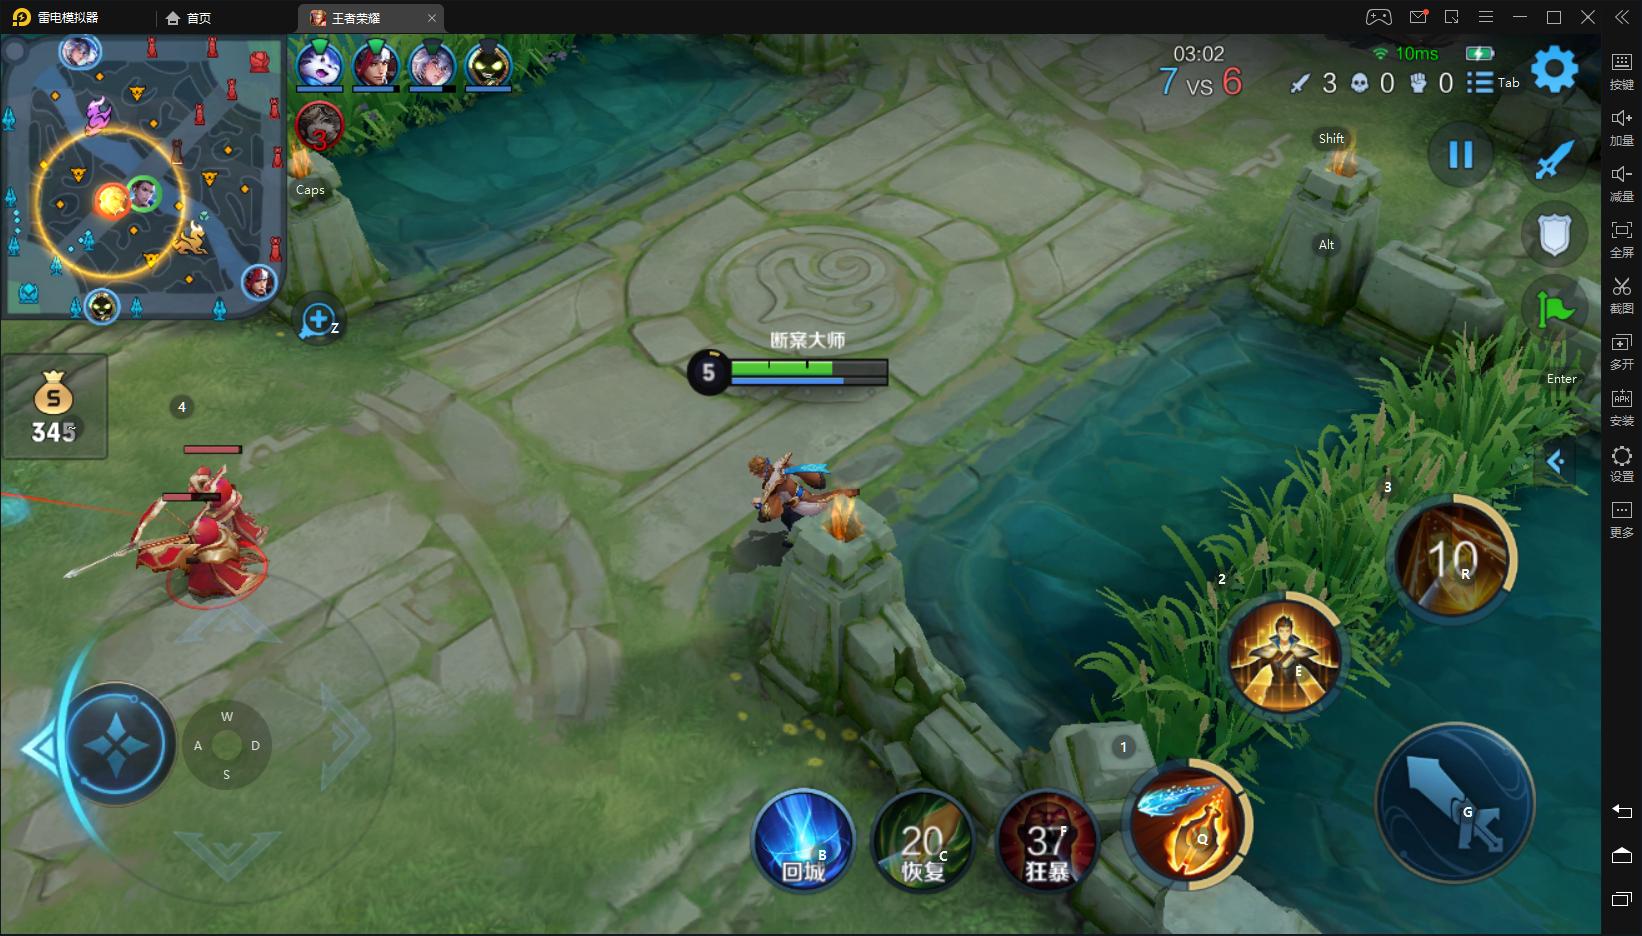 雷电模拟器
首页
王者荣耀
03:02
10ms
7 vs 6
3 0 0
Tab
按键
加量
减量
全屏
截图
多开
安装
设置
更多
APK
3
Caps
Shift
Alt
Z
Enter
S
345
4
断案大师
5
3
10
R
2
E
W
A D
S
1
B
回城
20
C
恢复
37
F
狂暴
Q
G